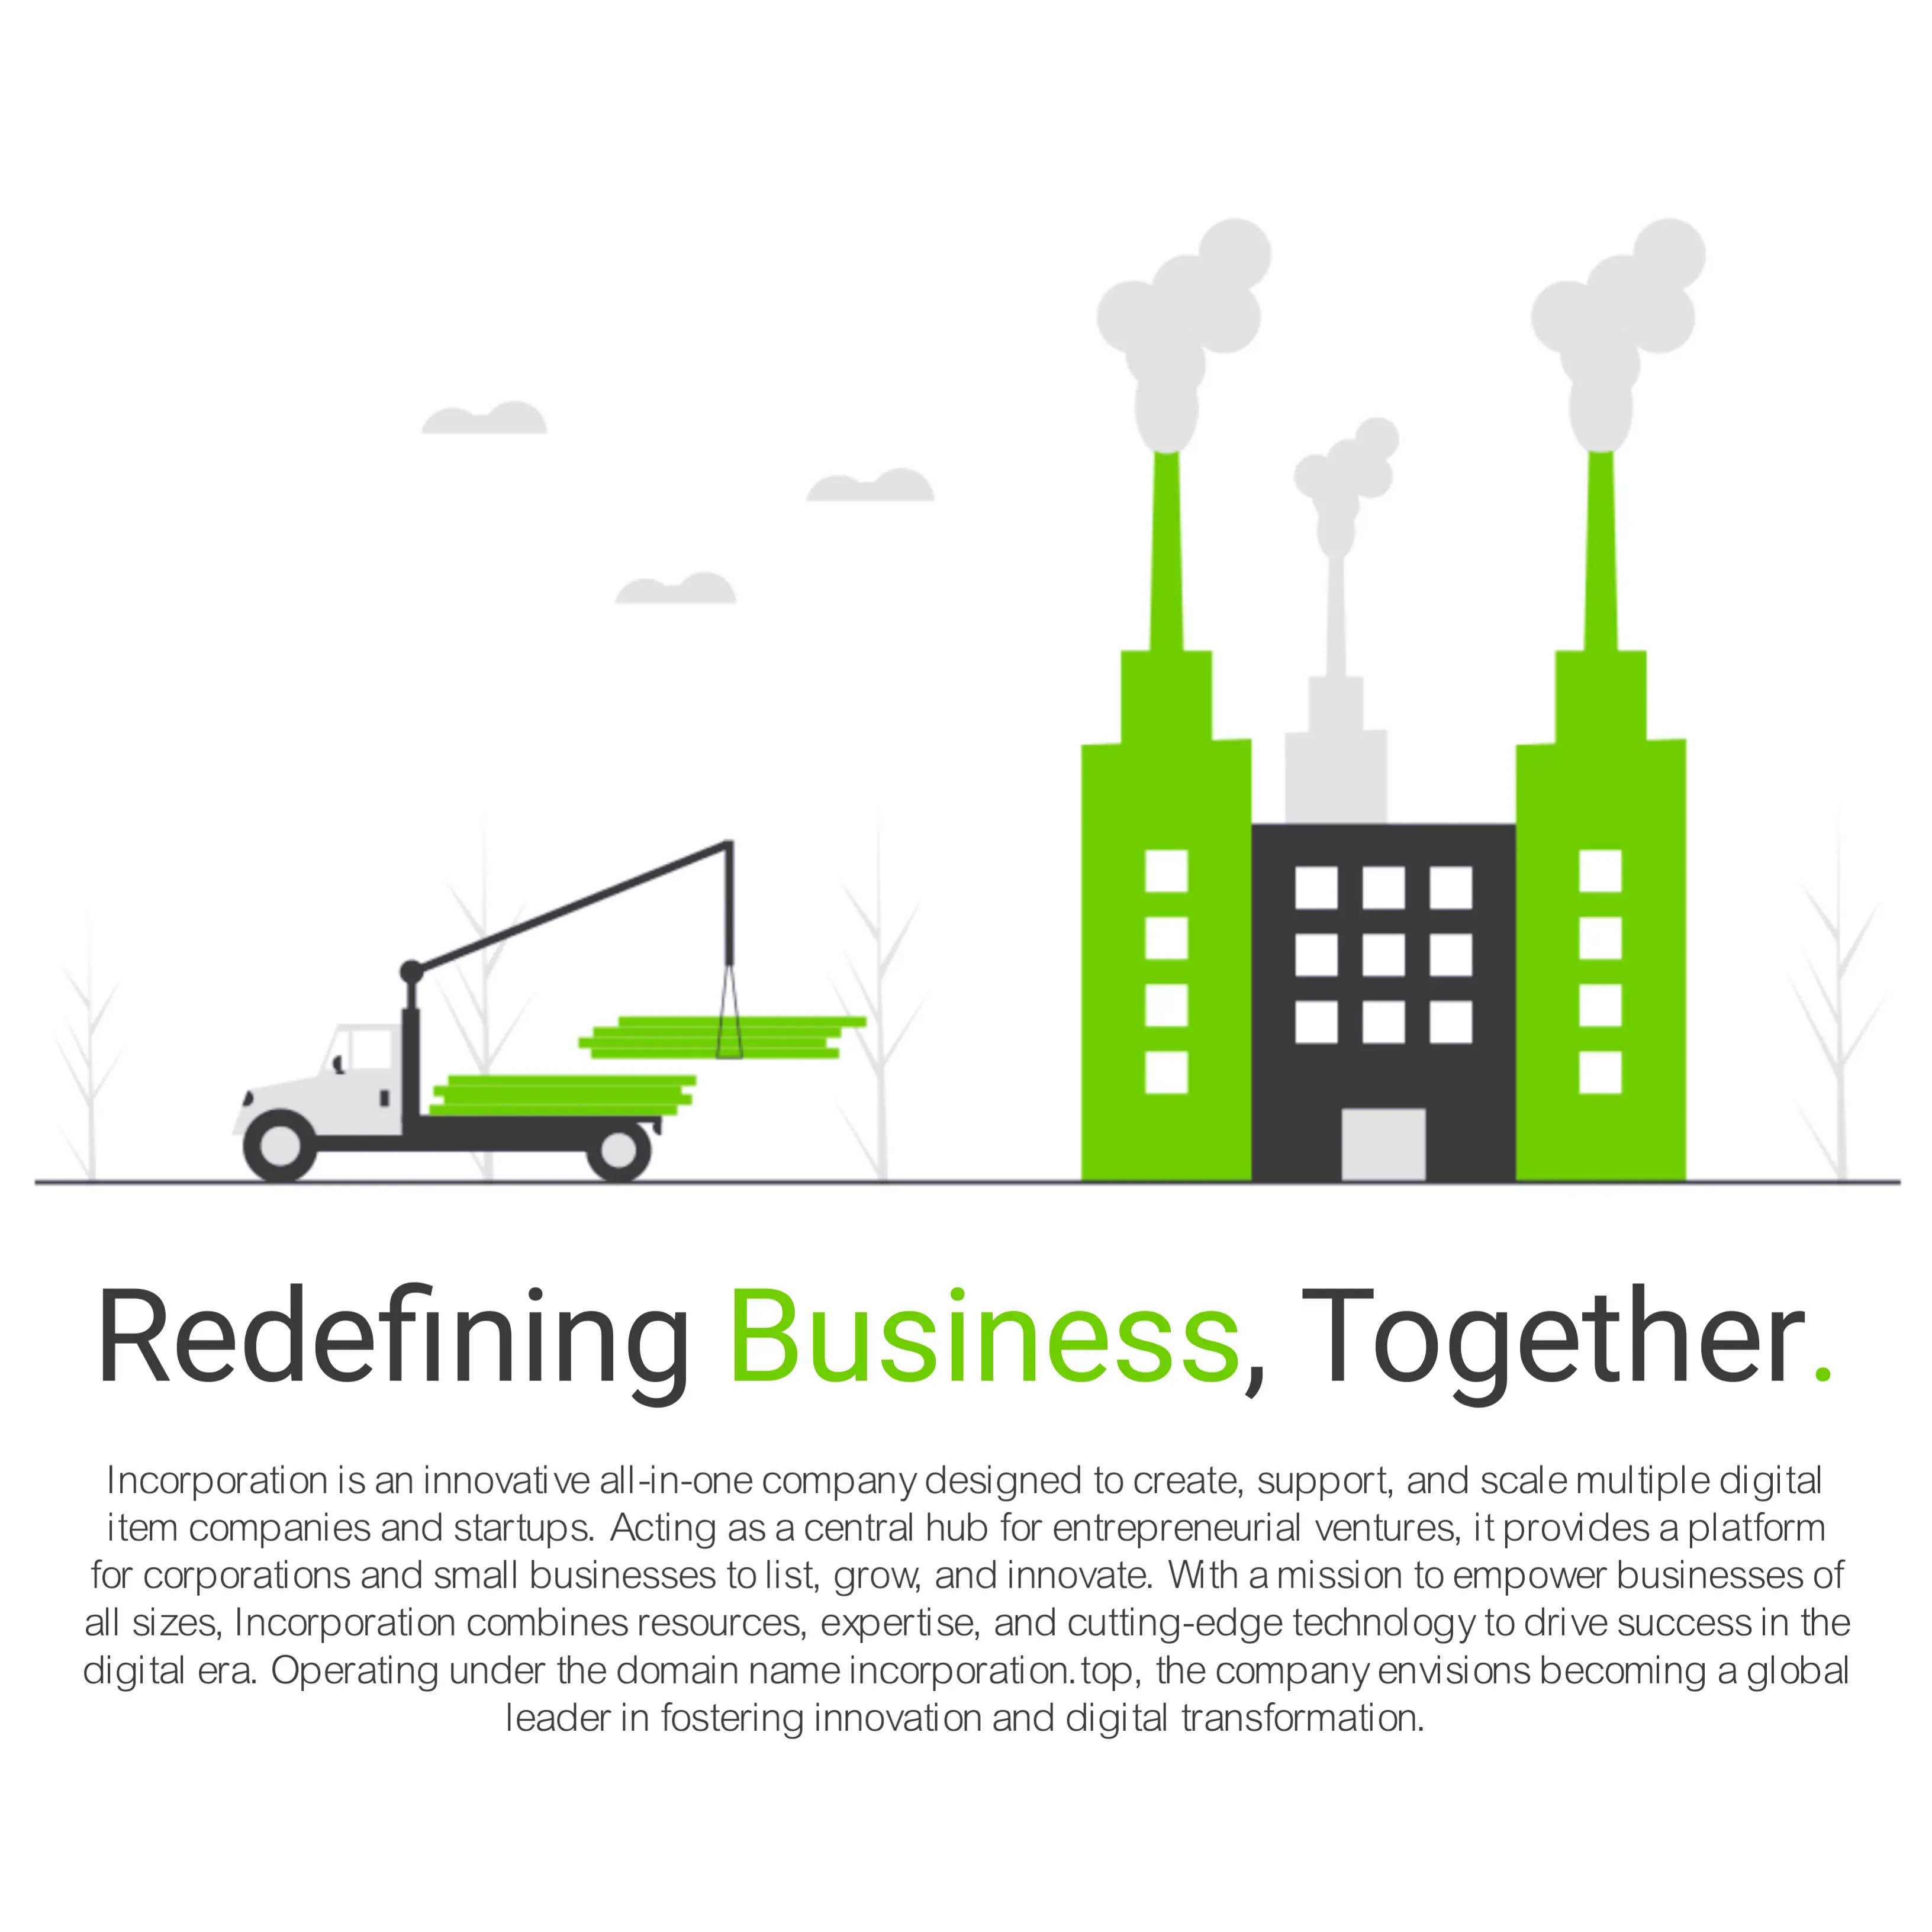 Redefining Business, Together.
Incorporation is an innovative all-in-one company designed to create, support, and scale multiple digital
item companies and startups. Acting as a central hub for entrepreneurial ventures, it provides a platform
for corporations and small businesses to list, grow, and innovate. With a mission to empower businesses of
all sizes, Incorporation combines resources, expertise, and cutting-edge technology to drive success in the
digital era. Operating under the domain name incorporation.top, the company envisions becoming a global
leader in fostering innovation and digital transformation.